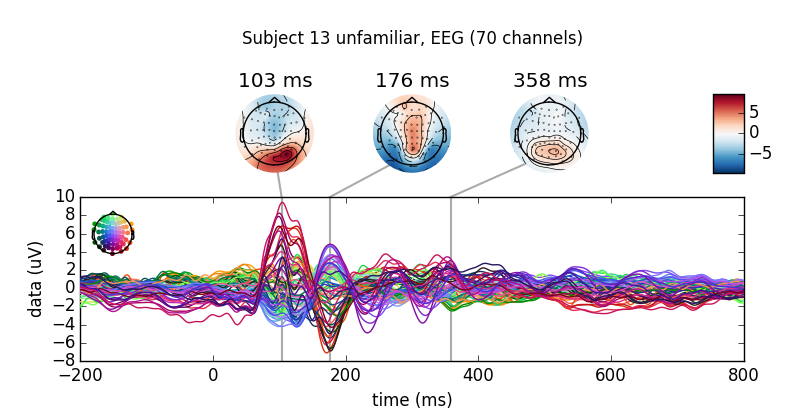 Subject 13 unfamiliar, EEG (70 channels)
103 ms 176 ms 358 ms
5
0
−5
10
8
6
4
2
0
−2
−4
−6
−8
data (uV)
−200 0 200 400 600 800
time (ms)